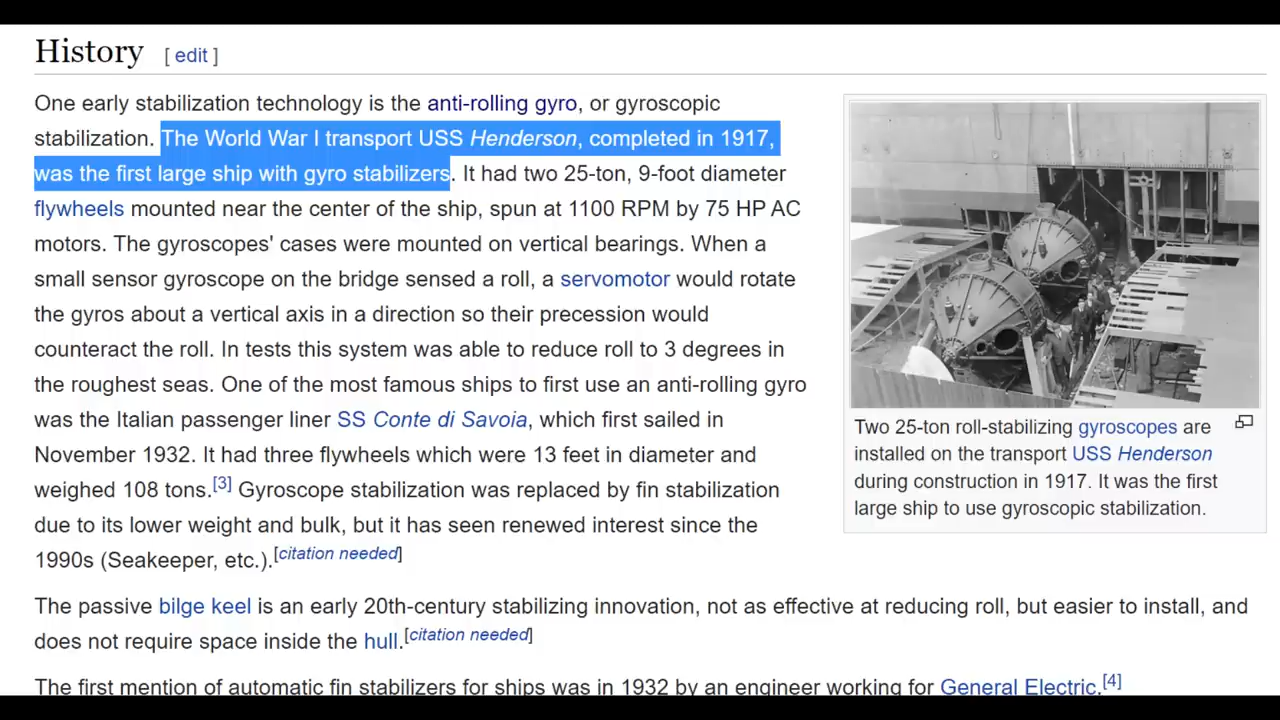 History [ edit ]
One early stabilization technology is the anti-rolling gyro, or gyroscopic
stabilization. The World War I transport USS Henderson, completed in 1917,
was the first large ship with gyro stabilizers. It had two 25-ton, 9-foot diameter
flywheels mounted near the center of the ship, spun at 1100 RPM by 75 HP AC
motors. The gyroscopes' cases were mounted on vertical bearings. When a
small sensor gyroscope on the bridge sensed a roll, a servomotor would rotate
the gyros about a vertical axis in a direction so their precession would
counteract the roll. In tests this system was able to reduce roll to 3 degrees in
the roughest seas. One of the most famous ships to first use an anti-rolling gyro
was the Italian passenger liner SS Conte di Savoia, which first sailed in
November 1932. It had three flywheels which were 13 feet in diameter and
weighed 108 tons.[3] Gyroscope stabilization was replaced by fin stabilization
due to its lower weight and bulk, but it has seen renewed interest since the
1990s (Seakeeper, etc.).[citation needed]
Two 25-ton roll-stabilizing gyroscopes are
installed on the transport USS Henderson
during construction in 1917. It was the first
large ship to use gyroscopic stabilization.
The passive bilge keel is an early 20th-century stabilizing innovation, not as effective at reducing roll, but easier to install, and
does not require space inside the hull.[citation needed]
The first mention of automatic fin stabilizers for ships was in 1932 by an engineer working for General Electric.[4]